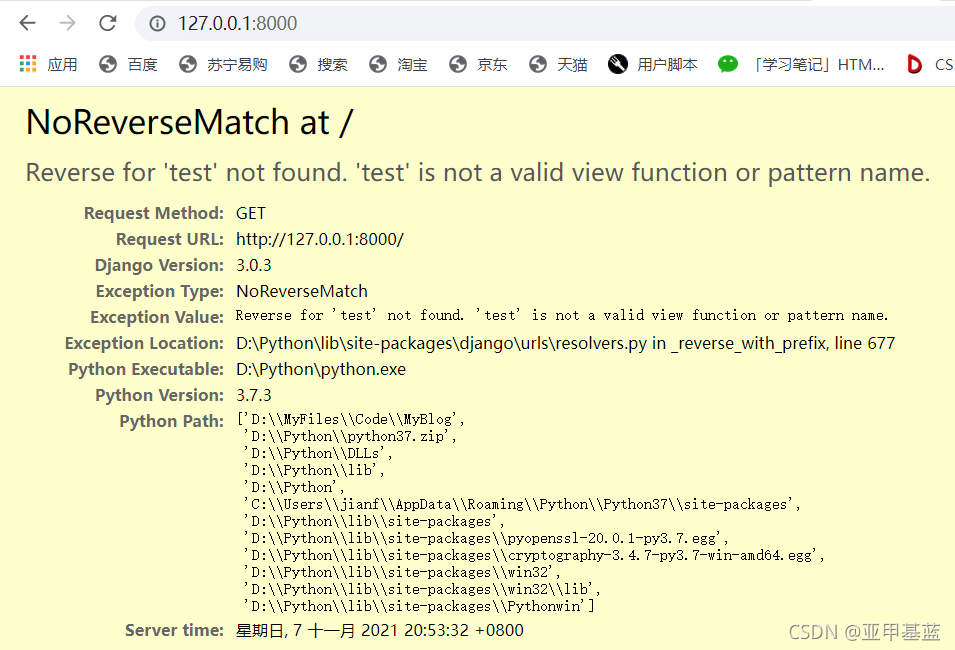 127.0.0.1:8000
应用 百度 苏宁易购 搜索 淘宝 京东 天猫 用户脚本 「学习笔记」HTM... CS
NoReverseMatch at /
Reverse for 'test' not found. 'test' is not a valid view function or pattern name.
Request Method: GET
Request URL: http://127.0.0.1:8000/
Django Version: 3.0.3
Exception Type: NoReverseMatch
Exception Value: Reverse for 'test' not found. 'test' is not a valid view function or pattern name.
Exception Location: D:\Python\lib\site-packages\django\urls\resolvers.py in _reverse_with_prefix, line 677
Python Executable: D:\Python\python.exe
Python Version: 3.7.3
Python Path: ['D:\\MyFiles\\Code\\MyBlog',
'D:\\Python\\python37.zip',
'D:\\Python\\DLLs',
'D:\\Python\\lib',
'D:\\Python',
'C:\\Users\\jianf\\AppData\\Roaming\\Python\\Python37\\site-packages',
'D:\\Python\\lib\\site-packages',
'D:\\Python\\lib\\site-packages\\pyopenssl-20.0.1-py3.7.egg',
'D:\\Python\\lib\\site-packages\\cryptography-3.4.7-py3.7-win-amd64.egg',
'D:\\Python\\lib\\site-packages\\win32',
'D:\\Python\\lib\\site-packages\\win32\\lib',
'D:\\Python\\lib\\site-packages\\Pythonwin']
Server time: 星期日, 7 十一月 2021 20:53:32 +0800
CSDN @亚甲基蓝